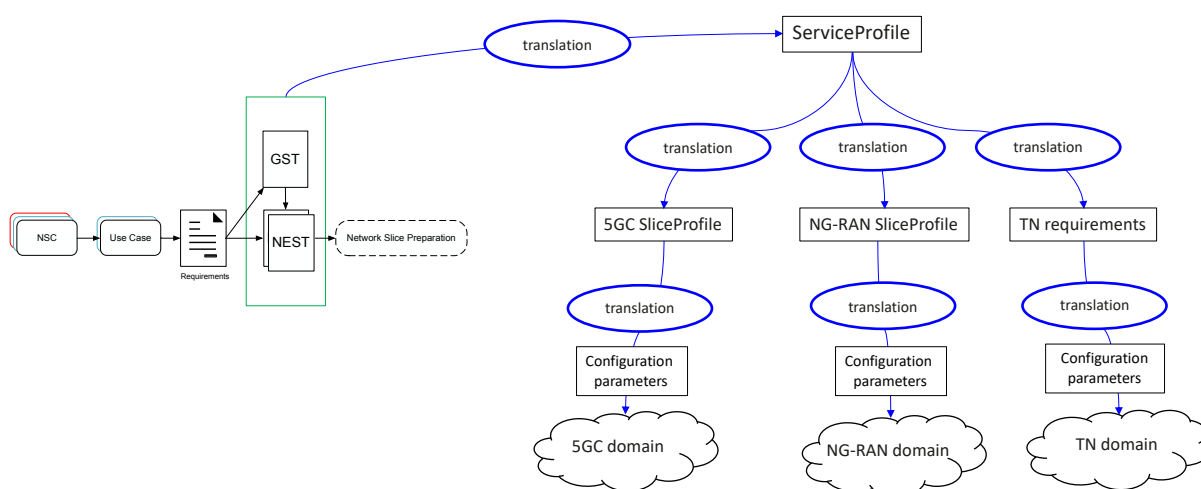 translation
ServiceProfile
translation
translation
translation
GST
NSC
Use Case
Requirements
NEST
Network Slice Preparation
5GC SliceProfile
NG-RAN SliceProfile
TN requirements
translation
translation
translation
Configuration
parameters
Configuration
parameters
Configuration
parameters
5GC domain
NG-RAN domain
TN domain